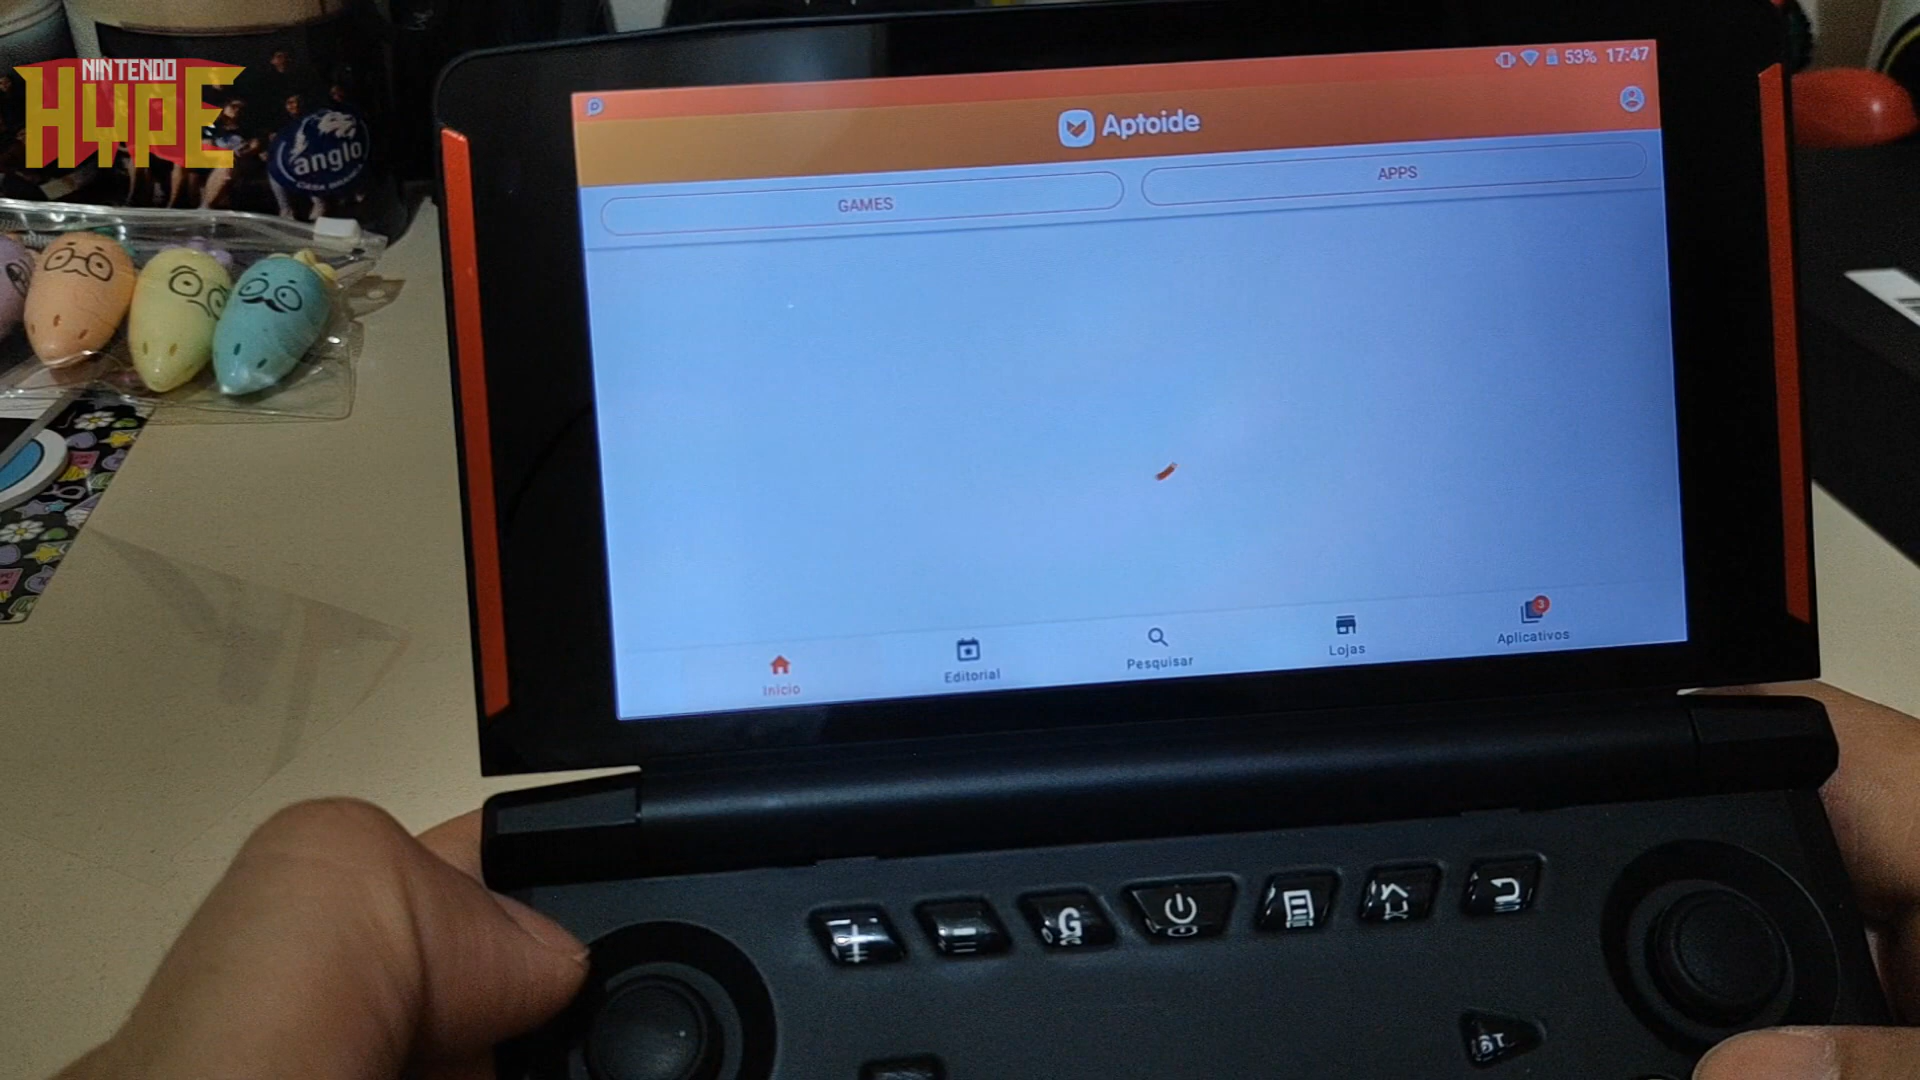 NINTENDO
HYPE
anglo
53% 17:47
Aptoide
GAMES
APPS
Início
Editorial
Pesquisar
Lojas
3
Aplicativos
G